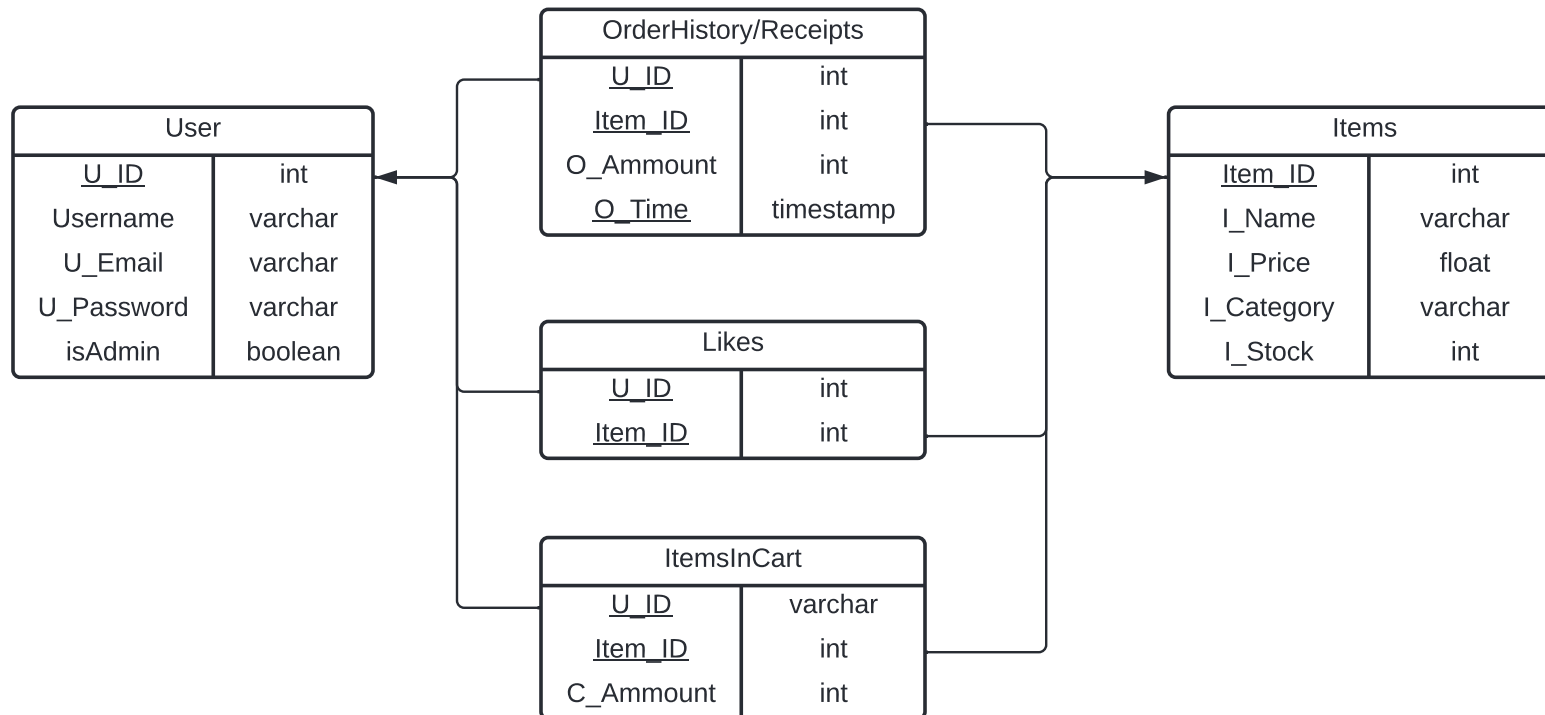 OrderHistory/Receipts
U_ID int
Item_ID int
O_Ammount int
O_Time timestamp
User
U_ID int
Username varchar
U_Email varchar
U_Password varchar
isAdmin boolean
Items
Item_ID int
I_Name varchar
I_Price float
I_Category varchar
I_Stock int
Likes
U_ID int
Item_ID int
ItemsInCart
U_ID varchar
Item_ID int
C_Ammount int